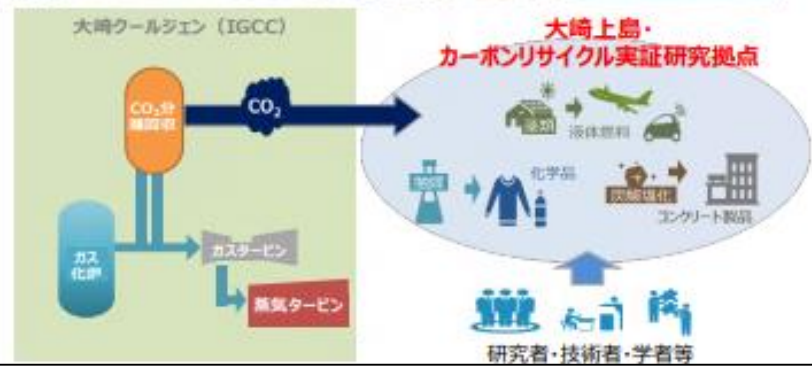 大崎クールジェン（IGCC）
CO₂分
離回収
CO₂
ガス
化炉
ガスタービン
蒸気タービン
大崎上島・
カーボンリサイクル実証研究拠点
藻類
液体燃料
化学品
炭酸塩化
コンクリート製品
研究者・技術者・学者等